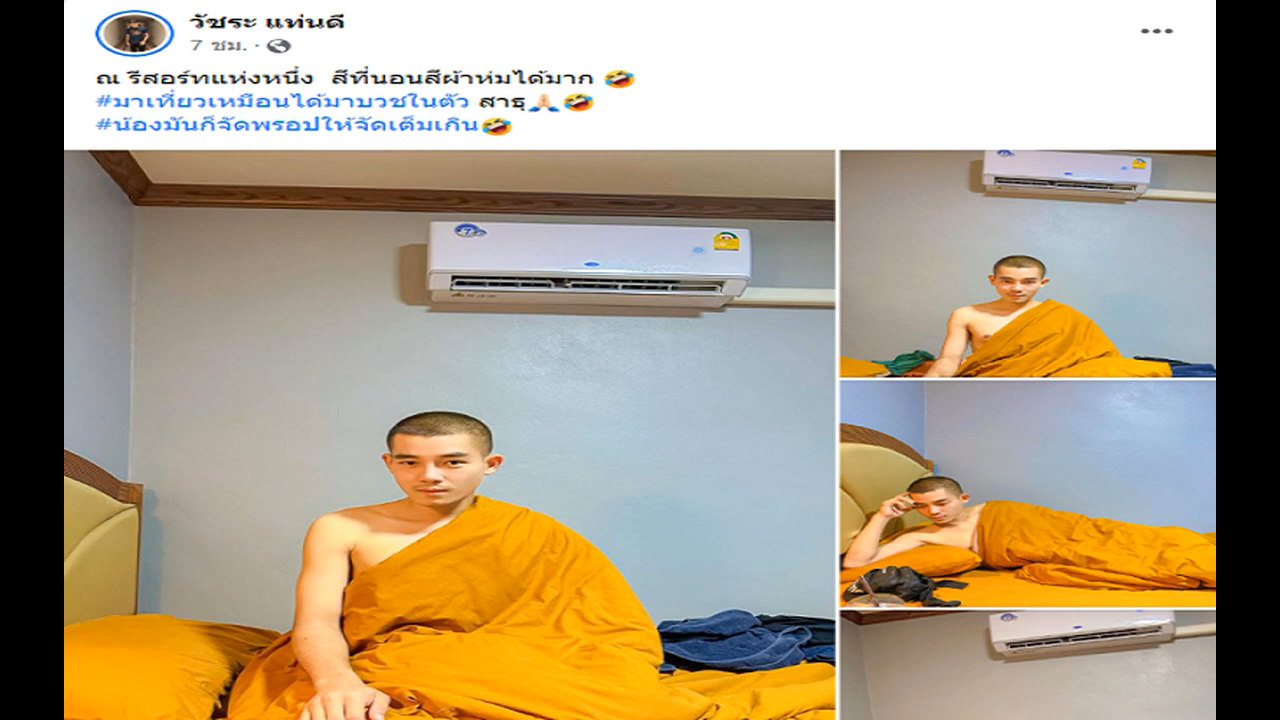 วัชระ แท่นดี
7 ชม. ·
ณ รีสอร์ทแห่งหนึ่ง สีที่นอนสีผ้าห่มได้มาก 🤣
#มาเที่ยวเหมือนได้มาบวชในตัว สาธุ🙏🏻🤣
#น้องมันก็จัดพรอปให้จัดเต็มเกิน🤣